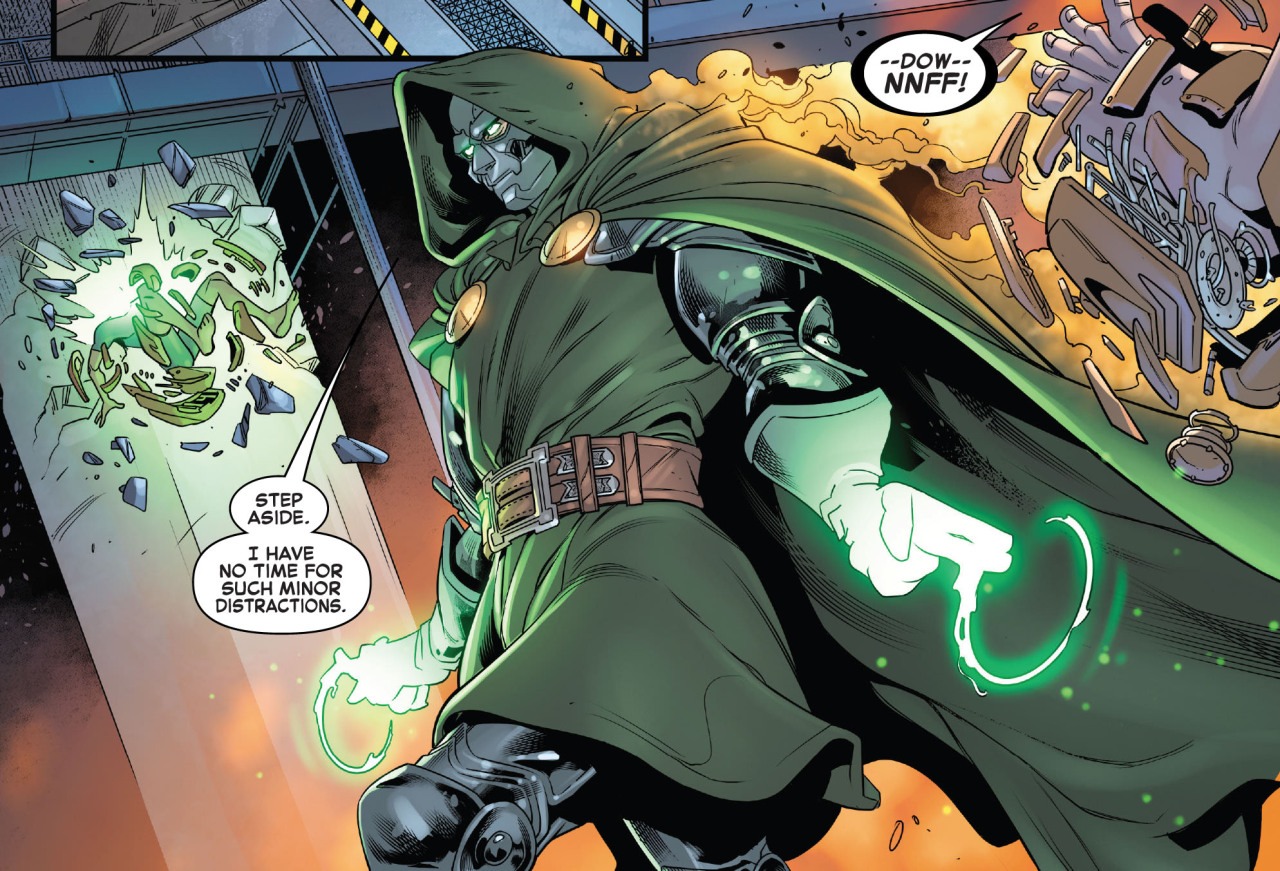 --DOW--
NNFF!
STEP
ASIDE.
I HAVE
NO TIME FOR
SUCH MINOR
DISTRACTIONS.